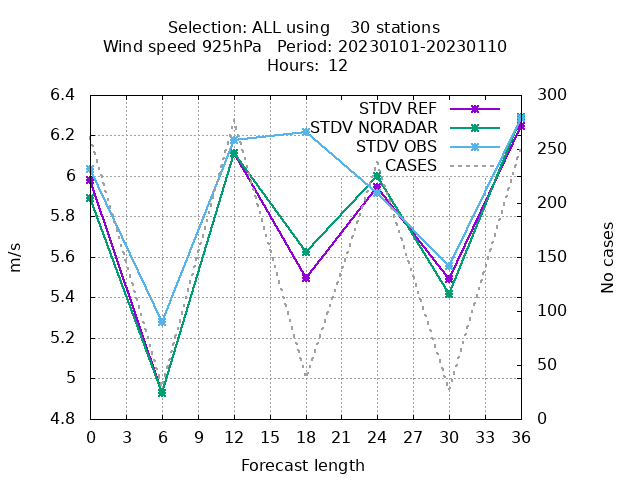 Selection: ALL using    30 stations
Wind speed 925hPa   Period: 20230101-20230110
Hours:  12
STDV REF
STDV NORADAR
STDV OBS
CASES
6.4
6.2
6
5.8
5.6
5.4
5.2
5
4.8
m/s
300
250
200
150
100
50
0
No cases
0 3 6 9 12 15 18 21 24 27 30 33 36
Forecast length